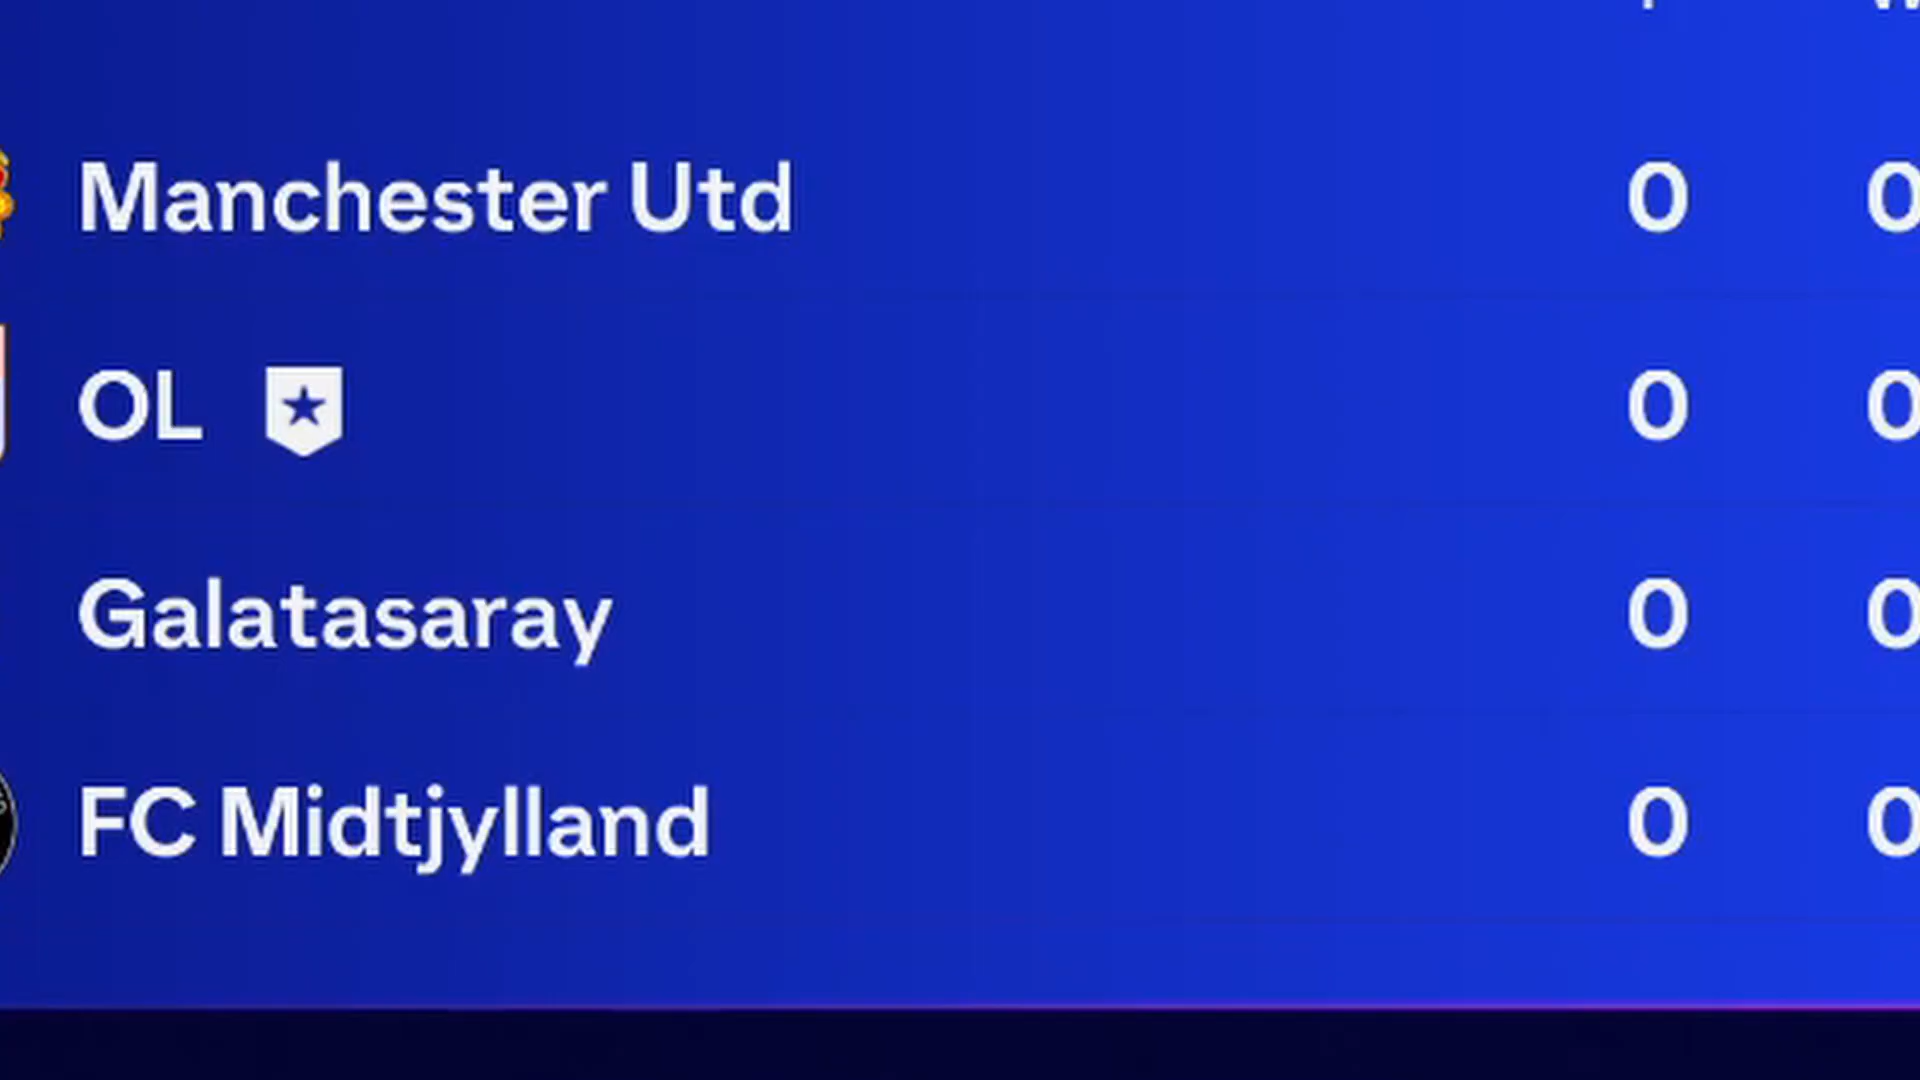 Manchester Utd 0 0
OL 0 0
Galatasaray 0 0
FC Midtjylland 0 0